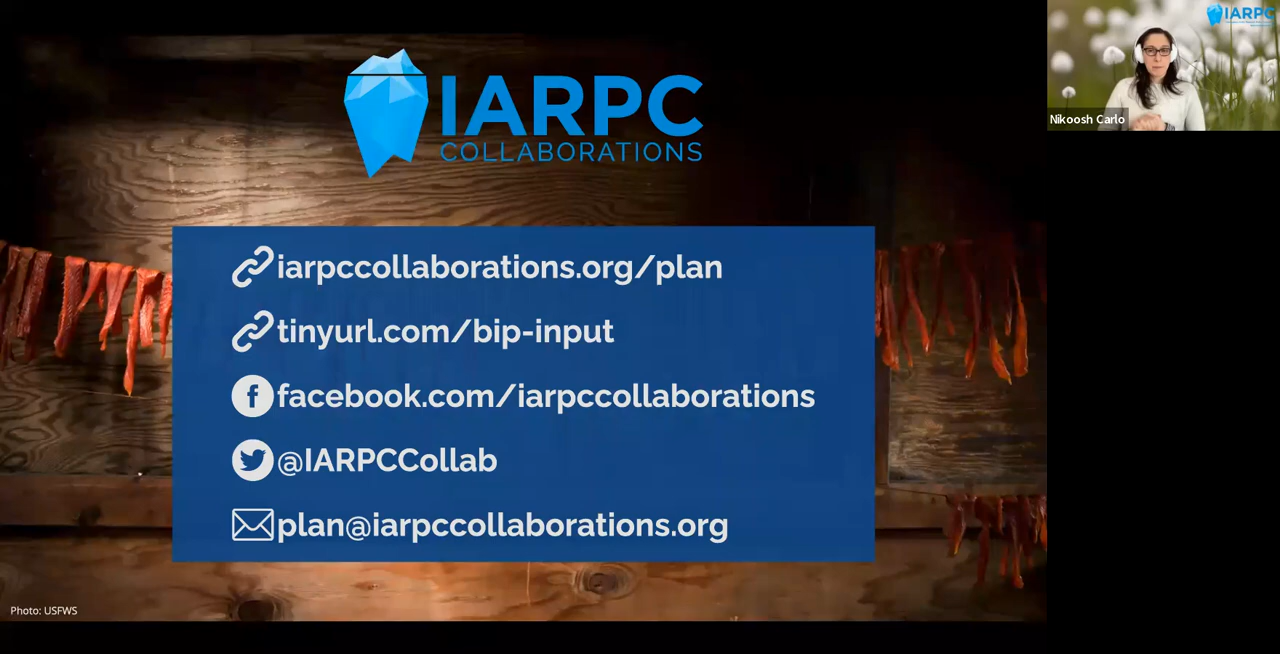 IARPC
COLLABORATIONS
iarpccollaborations.org/plan
tinyurl.com/bip-input
facebook.com/iarpccollaborations
@IARPCCollab
plan@iarpccollaborations.org
Photo: USFWS
IARPC
Nikoosh Carlo